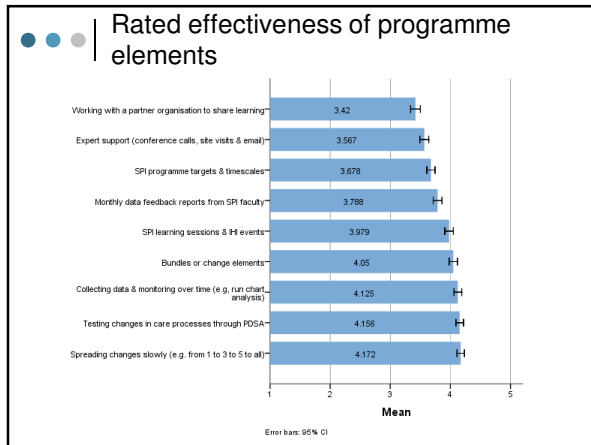 Rated effectiveness of programme
elements
Working with a partner organisation to share learning
3.42
Expert support (conference calls, site visits & email)
3.567
SPI programme targets & timescales
3.678
Monthly data feedback reports from SPI faculty
3.788
SPI learning sessions & IHI events
3.979
Bundles or change elements
4.05
Collecting data & monitoring over time (e.g, run chart
analysis)
4.125
Testing changes in care processes through PDSA
4.156
Spreading changes slowly (e.g. from 1 to 3 to 5 to all)
4.172
1 2 3 4 5
Mean
Error bars: 95% CI